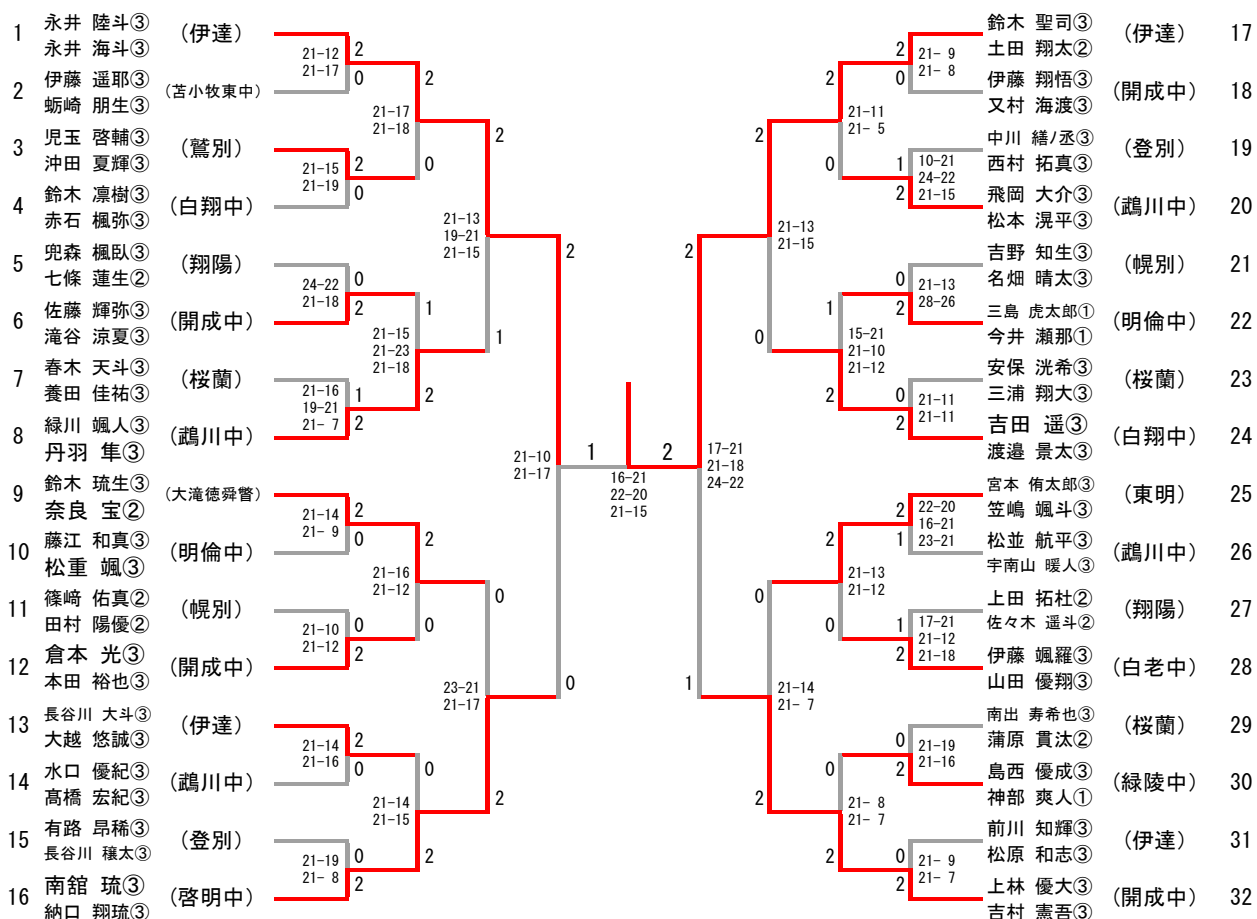 1 永井 陸斗③
永井 海斗③
(伊達)
2 伊藤 遥耶③
蛎崎 朋生③
(苫小牧東中)
3 児玉 啓輔③
沖田 夏輝③
(鷲別)
4 鈴木 凛樹③
赤石 楓弥③
(白翔中)
5 兜森 楓臥③
七條 蓮生②
(翔陽)
6 佐藤 輝弥③
滝谷 涼夏③
(開成中)
7 春木 天斗③
養田 佳祐③
(桜蘭)
8 緑川 颯人③
丹羽 隼③
(鵡川中)
9 鈴木 琉生③
奈良 宝②
(大滝徳舜瞥)
10 藤江 和真③
松重 颯③
(明倫中)
11 篠﨑 佑真②
田村 陽優②
(幌別)
12 倉本 光③
本田 裕也③
(開成中)
13 長谷川 大斗③
大越 悠誠③
(伊達)
14 水口 優紀③
髙橋 宏紀③
(鵡川中)
15 有路 昂稀③
長谷川 穣太③
(登別)
16 南舘 琉③
納口 翔琉③
(啓明中)
21-12
21-17
2
0
21-15
21-19
2
0
24-22
21-18
0
2
21-16
19-21
21- 7
1
2
21-14
21- 9
2
0
21-10
21-12
0
2
21-14
21-16
2
0
21-19
21- 8
0
2
21-17
21-18
2
0
21-15
21-23
21-18
1
2
21-16
21-12
2
0
21-14
21-15
0
2
21-13
19-21
21-15
2
1
23-21
21-17
0
2
21-10
21-17
2
0
1
2
16-21
22-20
21-15
17-21
21-18
24-22
2
1
21-13
21-15
2
0
21-14
21- 7
0
2
21-11
21- 5
2
0
15-21
21-10
21-12
1
2
21-13
21-12
2
0
21- 8
21- 7
0
2
2
0
21- 9
21- 8
1
2
10-21
24-22
21-15
0
2
21-13
28-26
0
2
21-11
21-11
2
1
22-20
16-21
23-21
1
2
17-21
21-12
21-18
0
2
21-19
21-16
0
2
21- 9
21- 7
鈴木 聖司③
土田 翔太②
(伊達) 17
伊藤 翔悟③
又村 海渡③
(開成中) 18
中川 繕ノ丞③
西村 拓真③
(登別) 19
飛岡 大介③
松本 滉平③
(鵡川中) 20
吉野 知生③
名畑 晴太③
(幌別) 21
三島 虎太郎①
今井 瀬那①
(明倫中) 22
安保 洸希③
三浦 翔大③
(桜蘭) 23
吉田 遥③
渡邉 景太③
(白翔中) 24
宮本 侑太郎③
笠嶋 颯斗③
(東明) 25
松並 航平③
宇南山 暖人③
(鵡川中) 26
上田 拓杜②
佐々木 遥斗②
(翔陽) 27
伊藤 颯羅③
山田 優翔③
(白老中) 28
南出 寿希也③
蒲原 貫汰②
(桜蘭) 29
島西 優成③
神部 爽人①
(緑陵中) 30
前川 知輝③
松原 和志③
(伊達) 31
上林 優大③
吉村 憲吾③
(開成中) 32